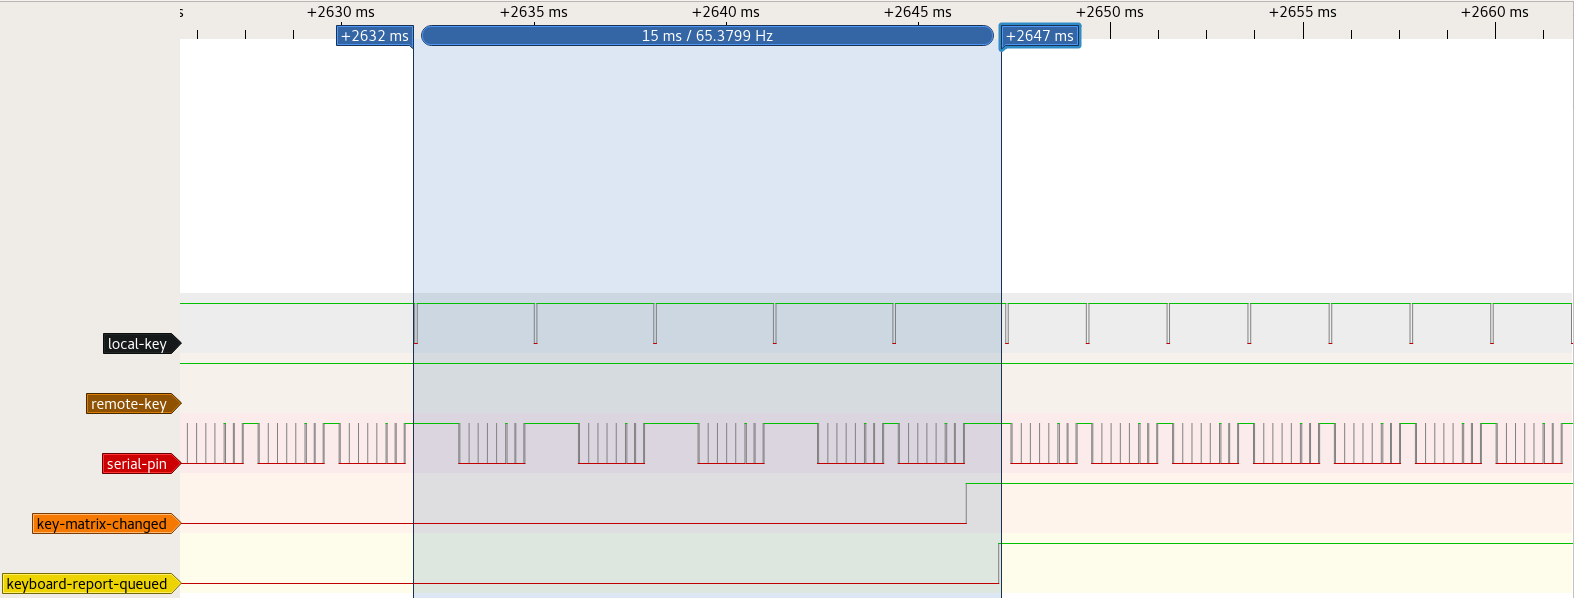 s +2630 ms +2635 ms +2640 ms +2645 ms +2650 ms +2655 ms +2660 ms
+2632 ms 15 ms / 65.3799 Hz +2647 ms
local-key
remote-key
serial-pin
key-matrix-changed
keyboard-report-queued